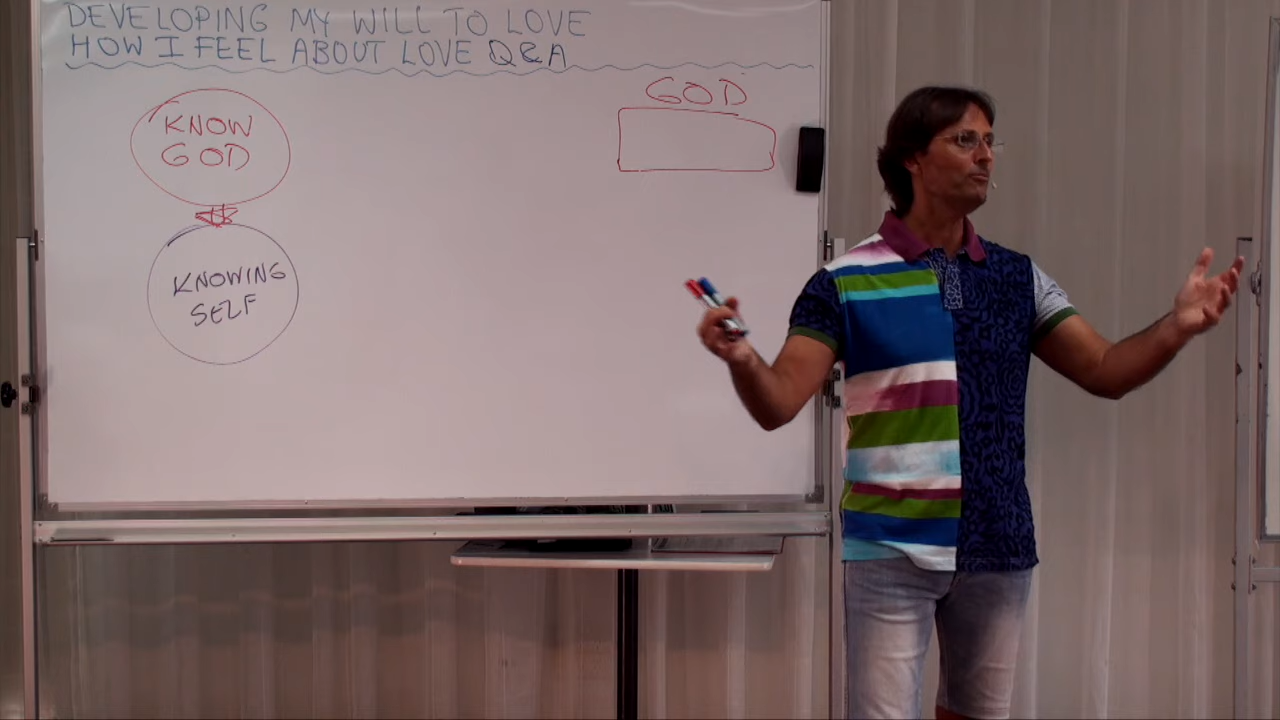 DEVELOPING MY WILL TO LOVE
HOW I FEEL ABOUT LOVE Q&A
KNOW
GOD
GOD
KNOWING
SELF